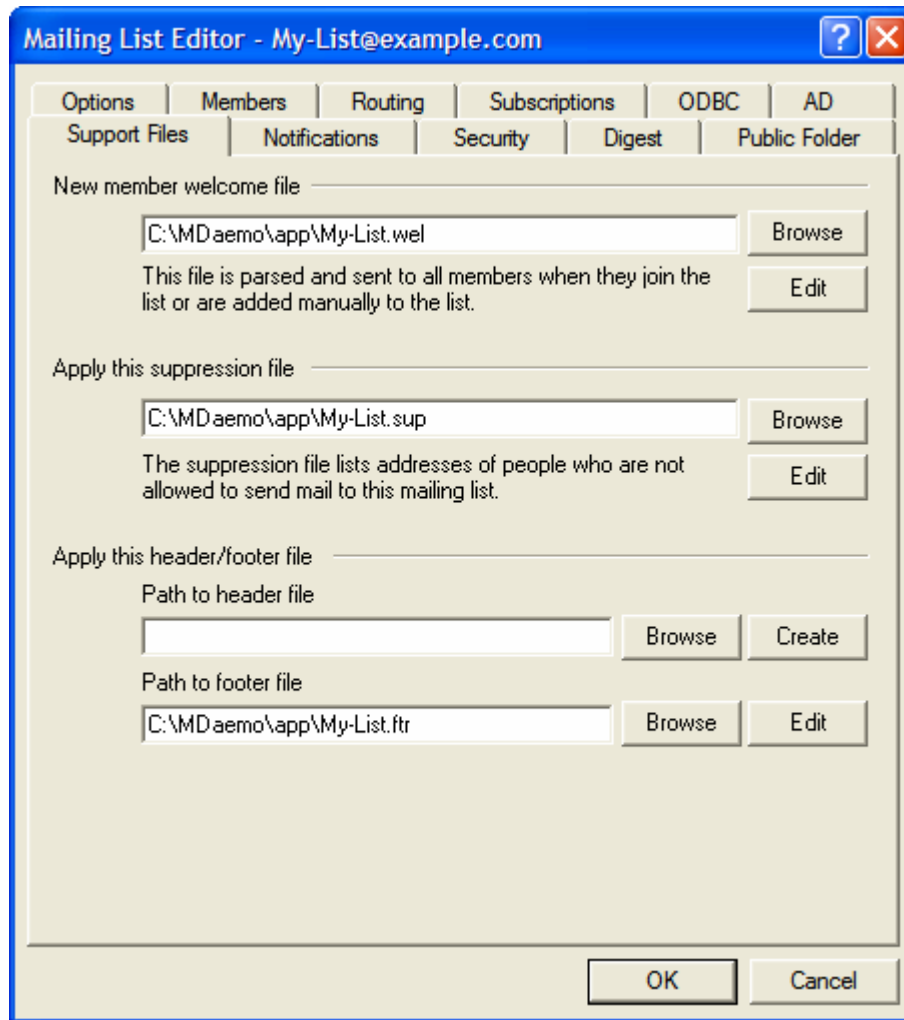 Mailing List Editor - My-List@example.com
Options Members Routing Subscriptions ODBC AD
Support Files Notifications Security Digest Public Folder
New member welcome file
C:\MDaemo\app\My-List.wel Browse
This file is parsed and sent to all members when they join the
list or are added manually to the list.
Edit
Apply this suppression file
C:\MDaemo\app\My-List.sup Browse
The suppression file lists addresses of people who are not
allowed to send mail to this mailing list.
Edit
Apply this header/footer file
Path to header file
Browse Create
Path to footer file
C:\MDaemo\app\My-List.ftr Browse Edit
OK Cancel